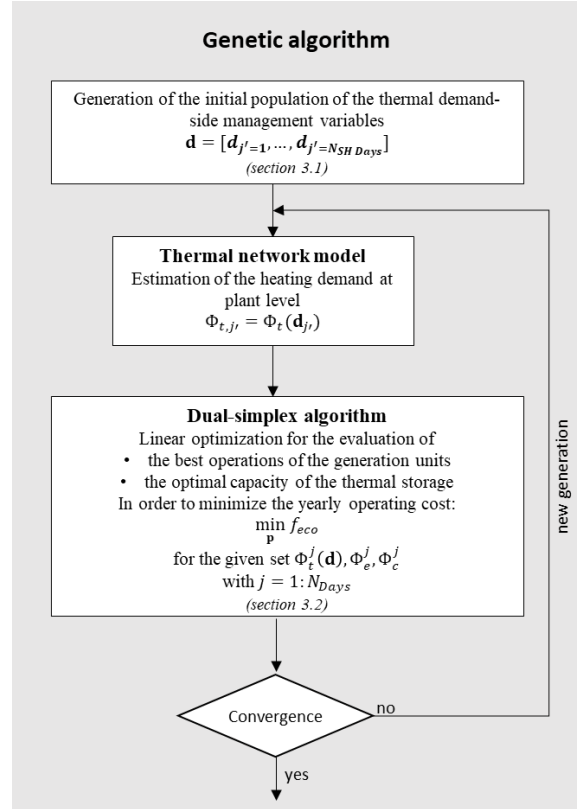 Genetic algorithm
Generation of the initial population of the thermal demand-
side management variables
𝐝 = [𝒅_{j′=1}, ..., 𝒅_{j′=N_{SH Days}}]
(section 3.1)
Thermal network model
Estimation of the heating demand at
plant level
Φ_{t,j′} = Φ_t(𝐝_{j′})
Dual-simplex algorithm
Linear optimization for the evaluation of
• the best operations of the generation units
• the optimal capacity of the thermal storage
In order to minimize the yearly operating cost:
min f_{eco}
𝐩
for the given set Φ_t^j(𝐝), Φ_e^j, Φ_c^j
with j = 1: N_{Days}
(section 3.2)
new generation
Convergence
no
yes